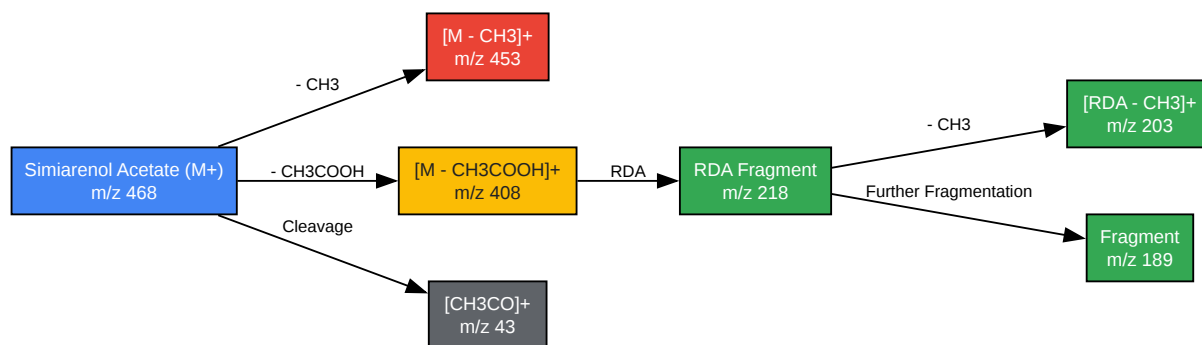 [M - CH3]+
m/z 453
- CH3
Simiarenol Acetate (M+)
m/z 468
- CH3COOH
[M - CH3COOH]+
m/z 408
RDA
RDA Fragment
m/z 218
- CH3
[RDA - CH3]+
m/z 203
Further Fragmentation
Fragment
m/z 189
Cleavage
[CH3CO]+
m/z 43